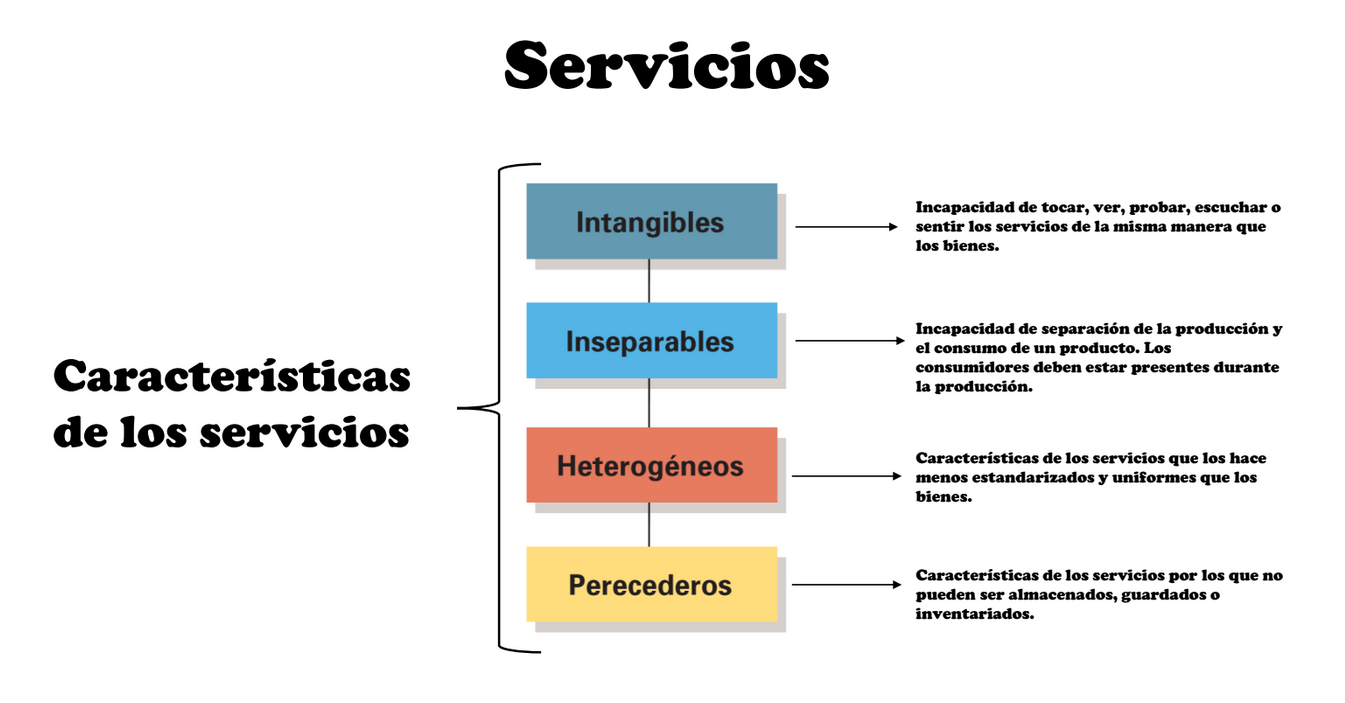 Servicios
Características
de los servicios
Intangibles
Incapacidad de tocar, ver, probar, escuchar o
sentir los servicios de la misma manera que
los bienes.
Inseparables
Incapacidad de separación de la producción y
el consumo de un producto. Los
consumidores deben estar presentes durante
la producción.
Heterogéneos
Características de los servicios que los hace
menos estandarizados y uniformes que los
bienes.
Perecederos
Características de los servicios por los que no
pueden ser almacenados, guardados o
inventariados.